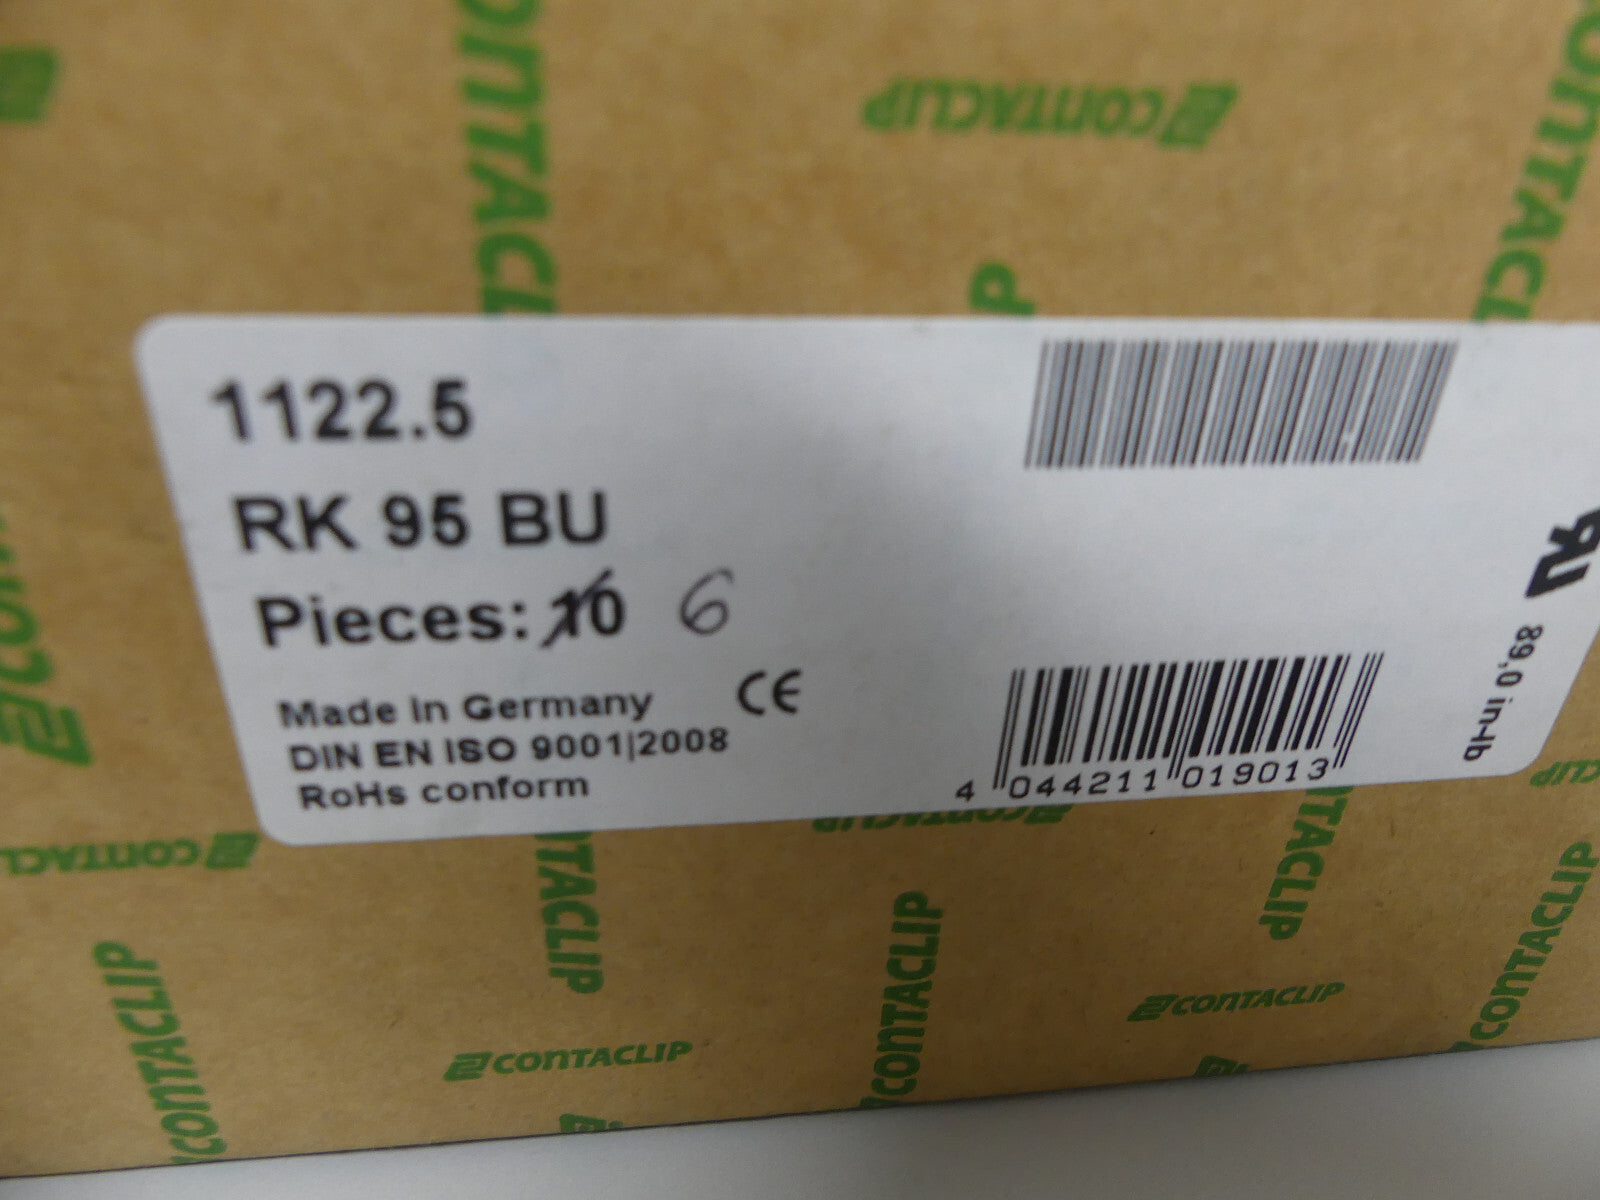 CONTACLIP
CONTACLIP
1122.5
RK 95 BU
Pieces: 10 6
Made in Germany CE
DIN EN ISO 9001|2008
RoHs conform
4 044211 019013
89,0 in-lb
CONTACLIP
CONTACLIP
CONTACLIP
CONTACLIP
CONTACLIP
CONTACLIP